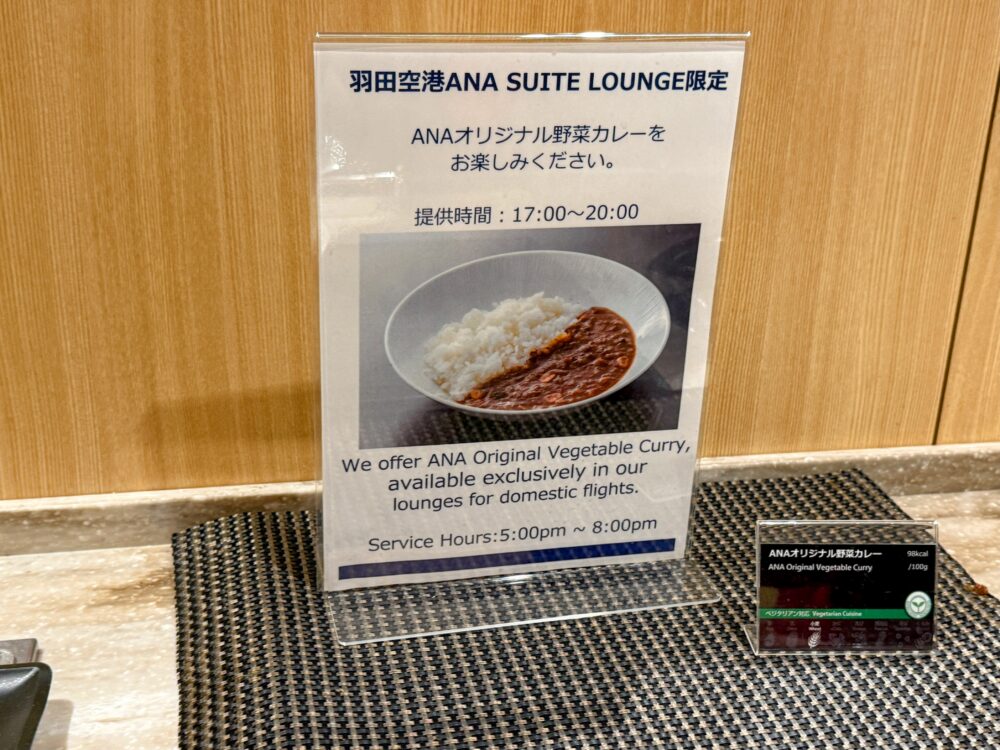 羽田空港ANA SUITE LOUNGE限定
ANAオリジナル野菜カレーを
お楽しみください。
提供時間：17:00～20:00
We offer ANA Original Vegetable Curry,
available exclusively in our
lounges for domestic flights.
Service Hours:5:00pm ~ 8:00pm
ANAオリジナル野菜カレー 98kcal
ANA Original Vegetable Curry /100g
ベジタリアン対応 Vegetarian Cuisine
小麦
Wheat